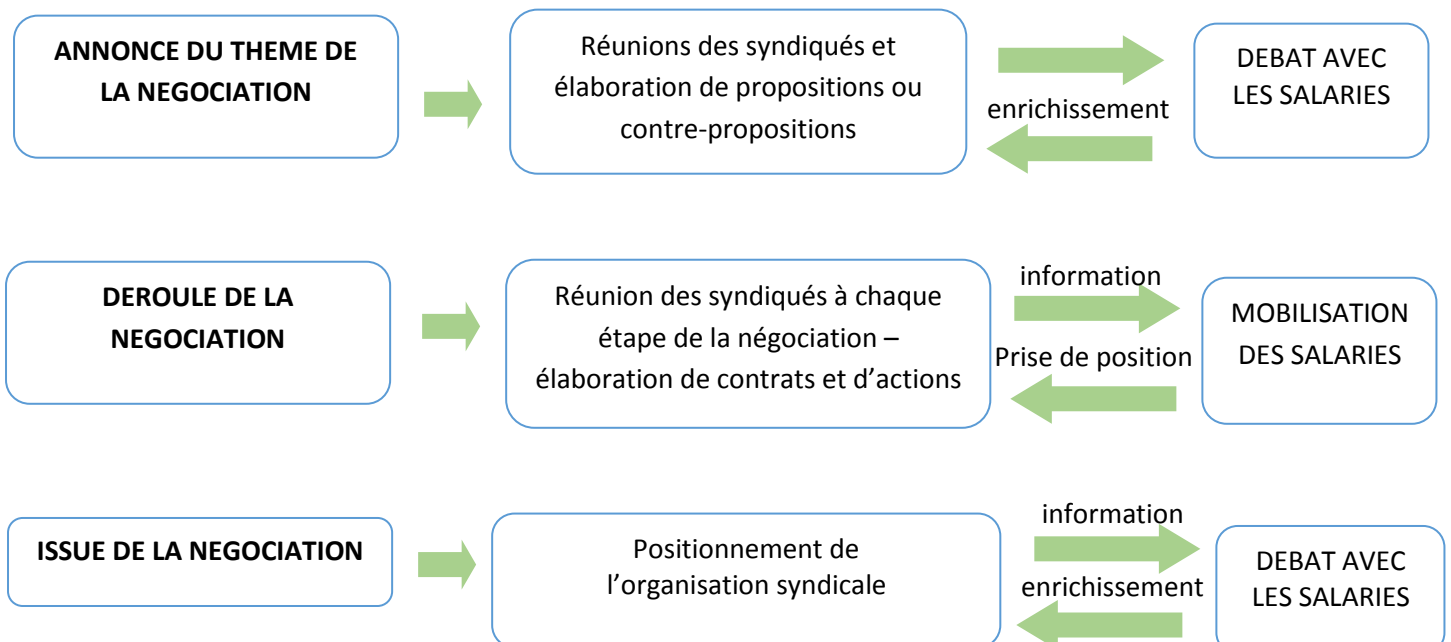 ANNONCE DU THEME DE
LA NEGOCIATION
Réunions des syndiqués et
élaboration de propositions ou
contre-propositions
enrichissement
DEBAT AVEC
LES SALARIES
DEROULE DE LA
NEGOCIATION
Réunion des syndiqués à chaque
étape de la négociation –
élaboration de contrats et d’actions
information
Prise de position
MOBILISATION
DES SALARIES
ISSUE DE LA NEGOCIATION
Positionnement de
l’organisation syndicale
information
enrichissement
DEBAT AVEC
LES SALARIES